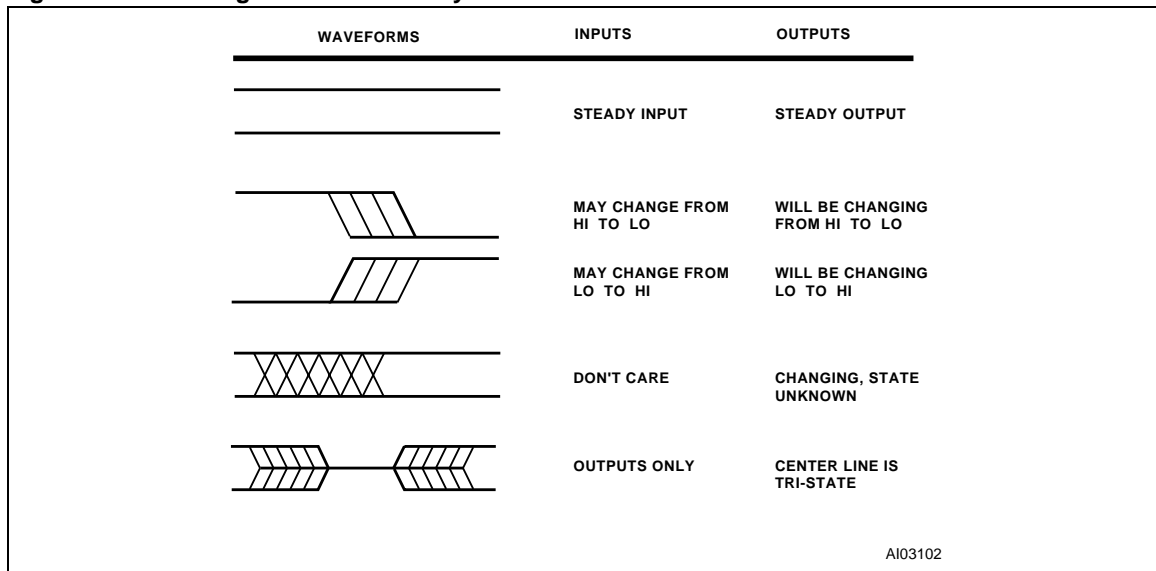 WAVEFORMS INPUTS OUTPUTS
STEADY INPUT STEADY OUTPUT
MAY CHANGE FROM WILL BE CHANGING
HI TO LO FROM HI TO LO
MAY CHANGE FROM WILL BE CHANGING
LO TO HI LO TO HI
DON'T CARE CHANGING, STATE
UNKNOWN
OUTPUTS ONLY CENTER LINE IS
TRI-STATE
AI03102